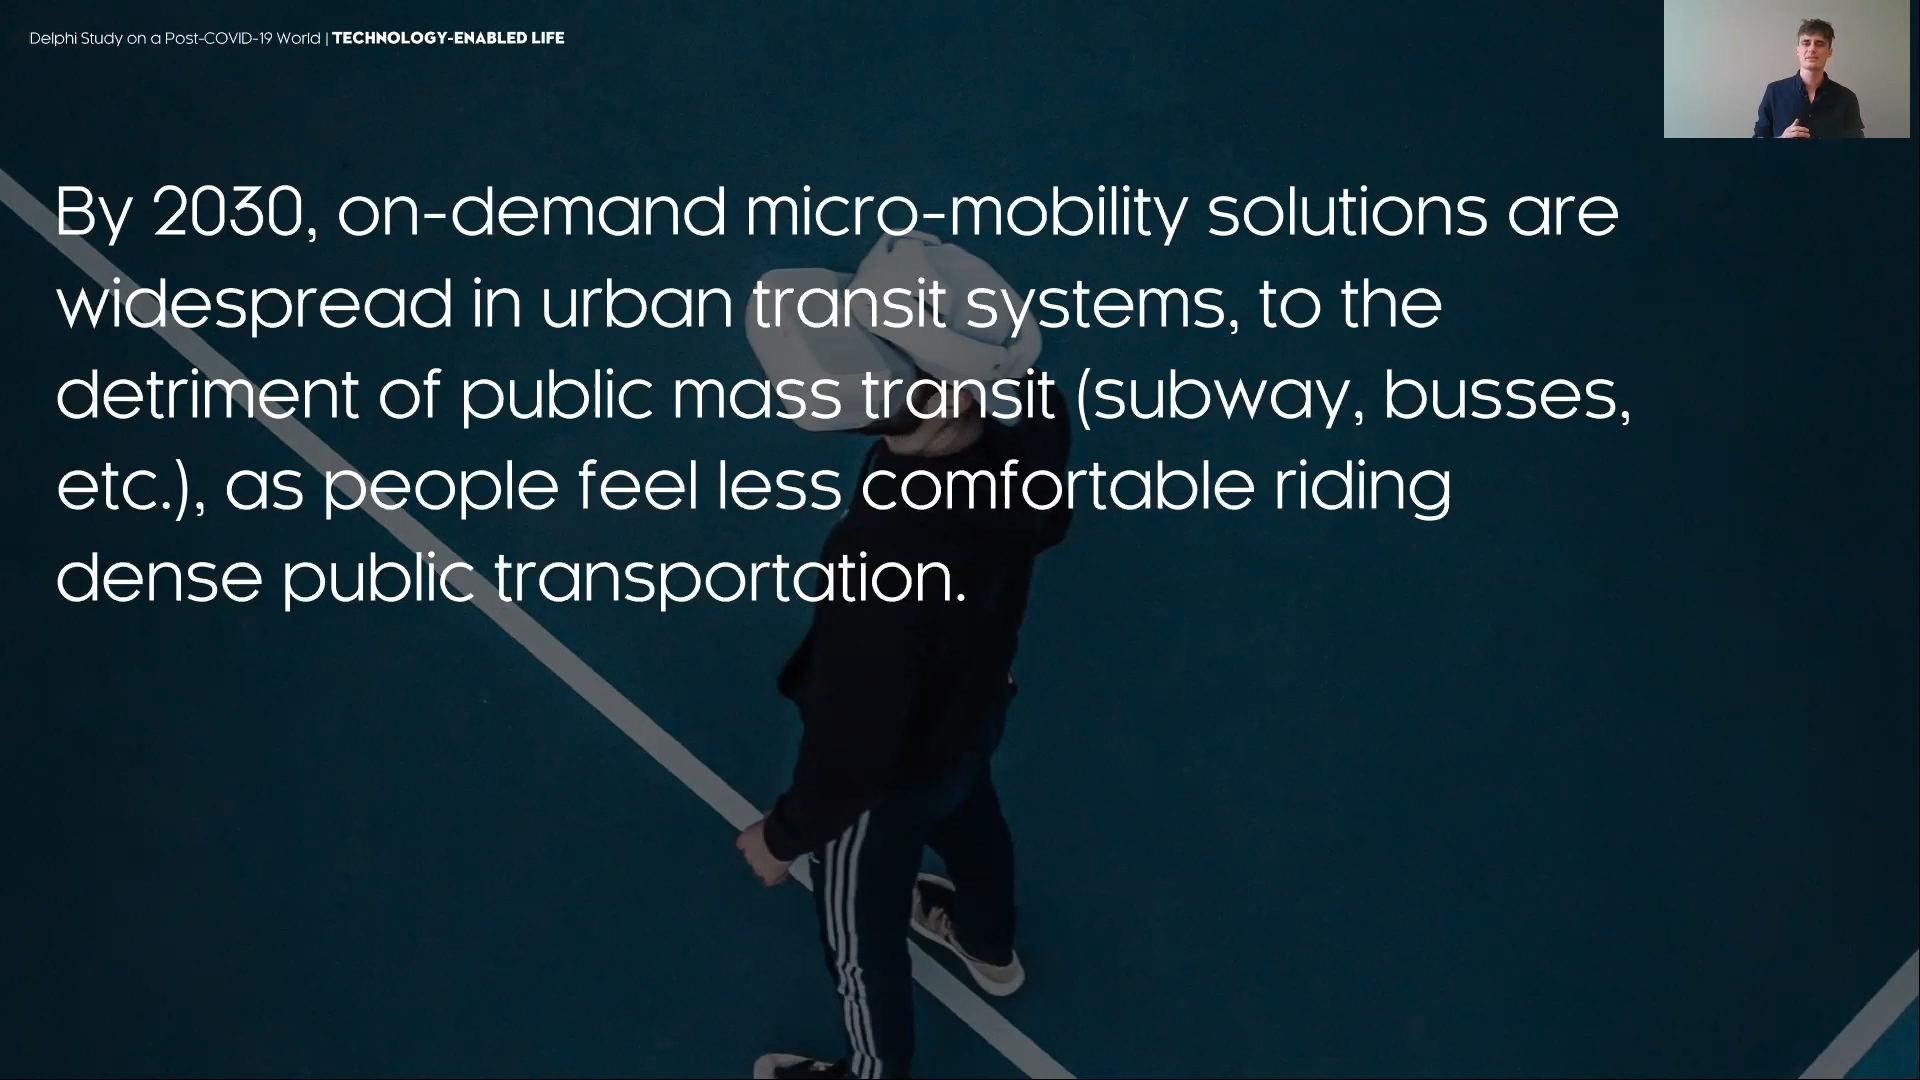 Delphi Study on a Post-COVID-19 World | TECHNOLOGY-ENABLED LIFE
By 2030, on-demand micro-mobility solutions are
widespread in urban transit systems, to the
detriment of public mass transit (subway, busses,
etc.), as people feel less comfortable riding
dense public transportation.